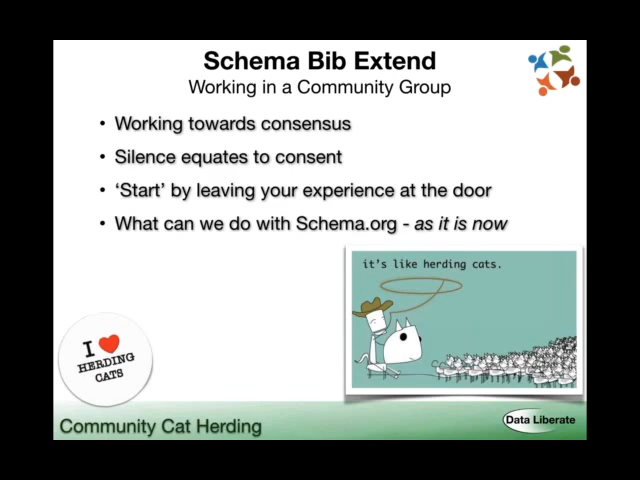 Schema Bib Extend
Working in a Community Group
• Working towards consensus
• Silence equates to consent
• ‘Start’ by leaving your experience at the door
• What can we do with Schema.org - as it is now
it's like herding cats.
I ❤
HERDING
CATS
Community Cat Herding
Data Liberate